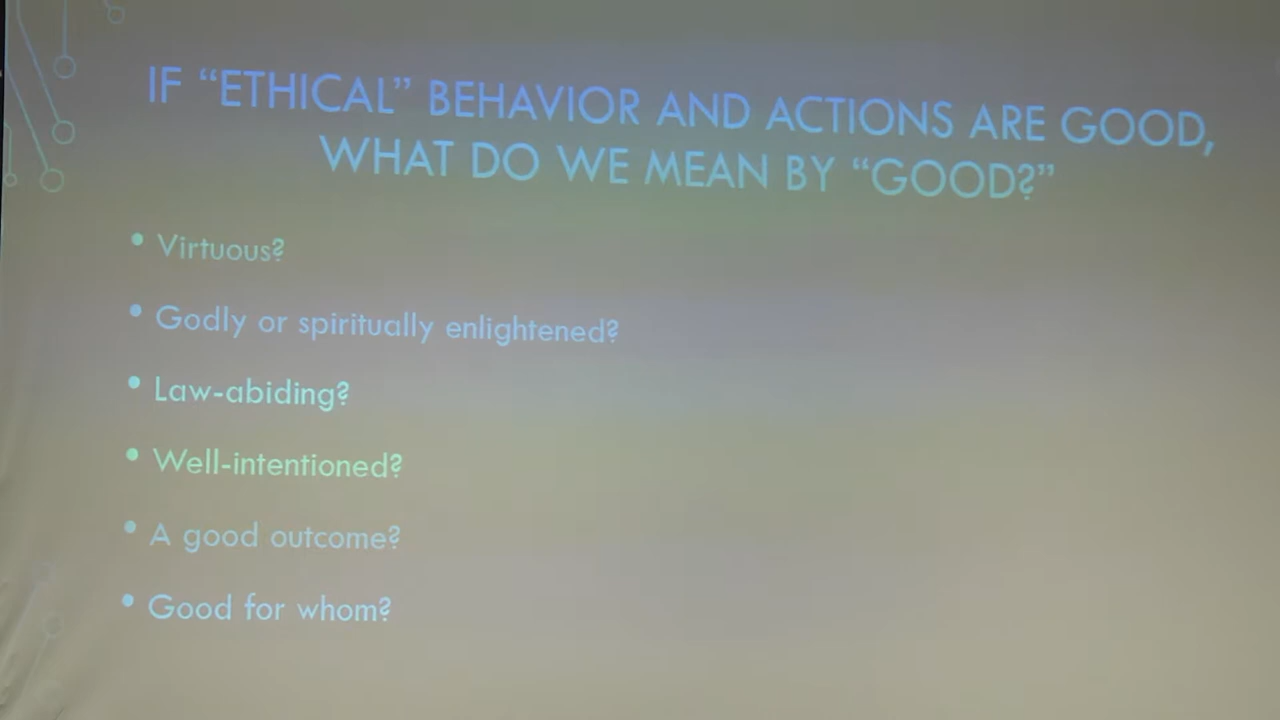 IF “ETHICAL” BEHAVIOR AND ACTIONS ARE GOOD,
WHAT DO WE MEAN BY “GOOD?”
• Virtuous?
• Godly or spiritually enlightened?
• Law-abiding?
• Well-intentioned?
• A good outcome?
• Good for whom?